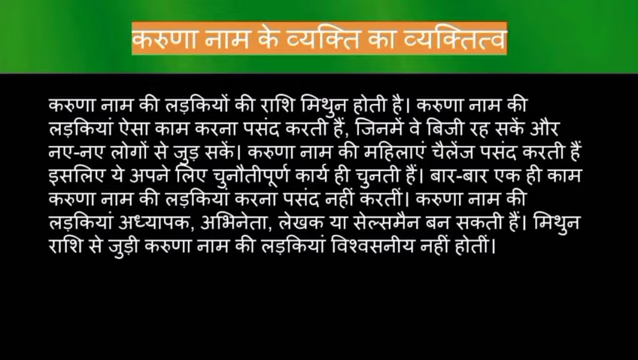 करुणा नाम के व्यक्ति का व्यक्तित्व
करुणा नाम की लड़कियों की राशि मिथुन होती है। करुणा नाम की
लड़कियां ऐसा काम करना पसंद करती हैं, जिनमें वे बिजी रह सकें और
नए-नए लोगों से जुड़ सकें। करुणा नाम की महिलाएं चैलेंज पसंद करती हैं
इसलिए ये अपने लिए चुनौतीपूर्ण कार्य ही चुनती हैं। बार-बार एक ही काम
करुणा नाम की लड़कियां करना पसंद नहीं करतीं। करुणा नाम की
लड़कियां अध्यापक, अभिनेता, लेखक या सेल्समैन बन सकती हैं। मिथुन
राशि से जुड़ी करुणा नाम की लड़कियां विश्वसनीय नहीं होतीं।